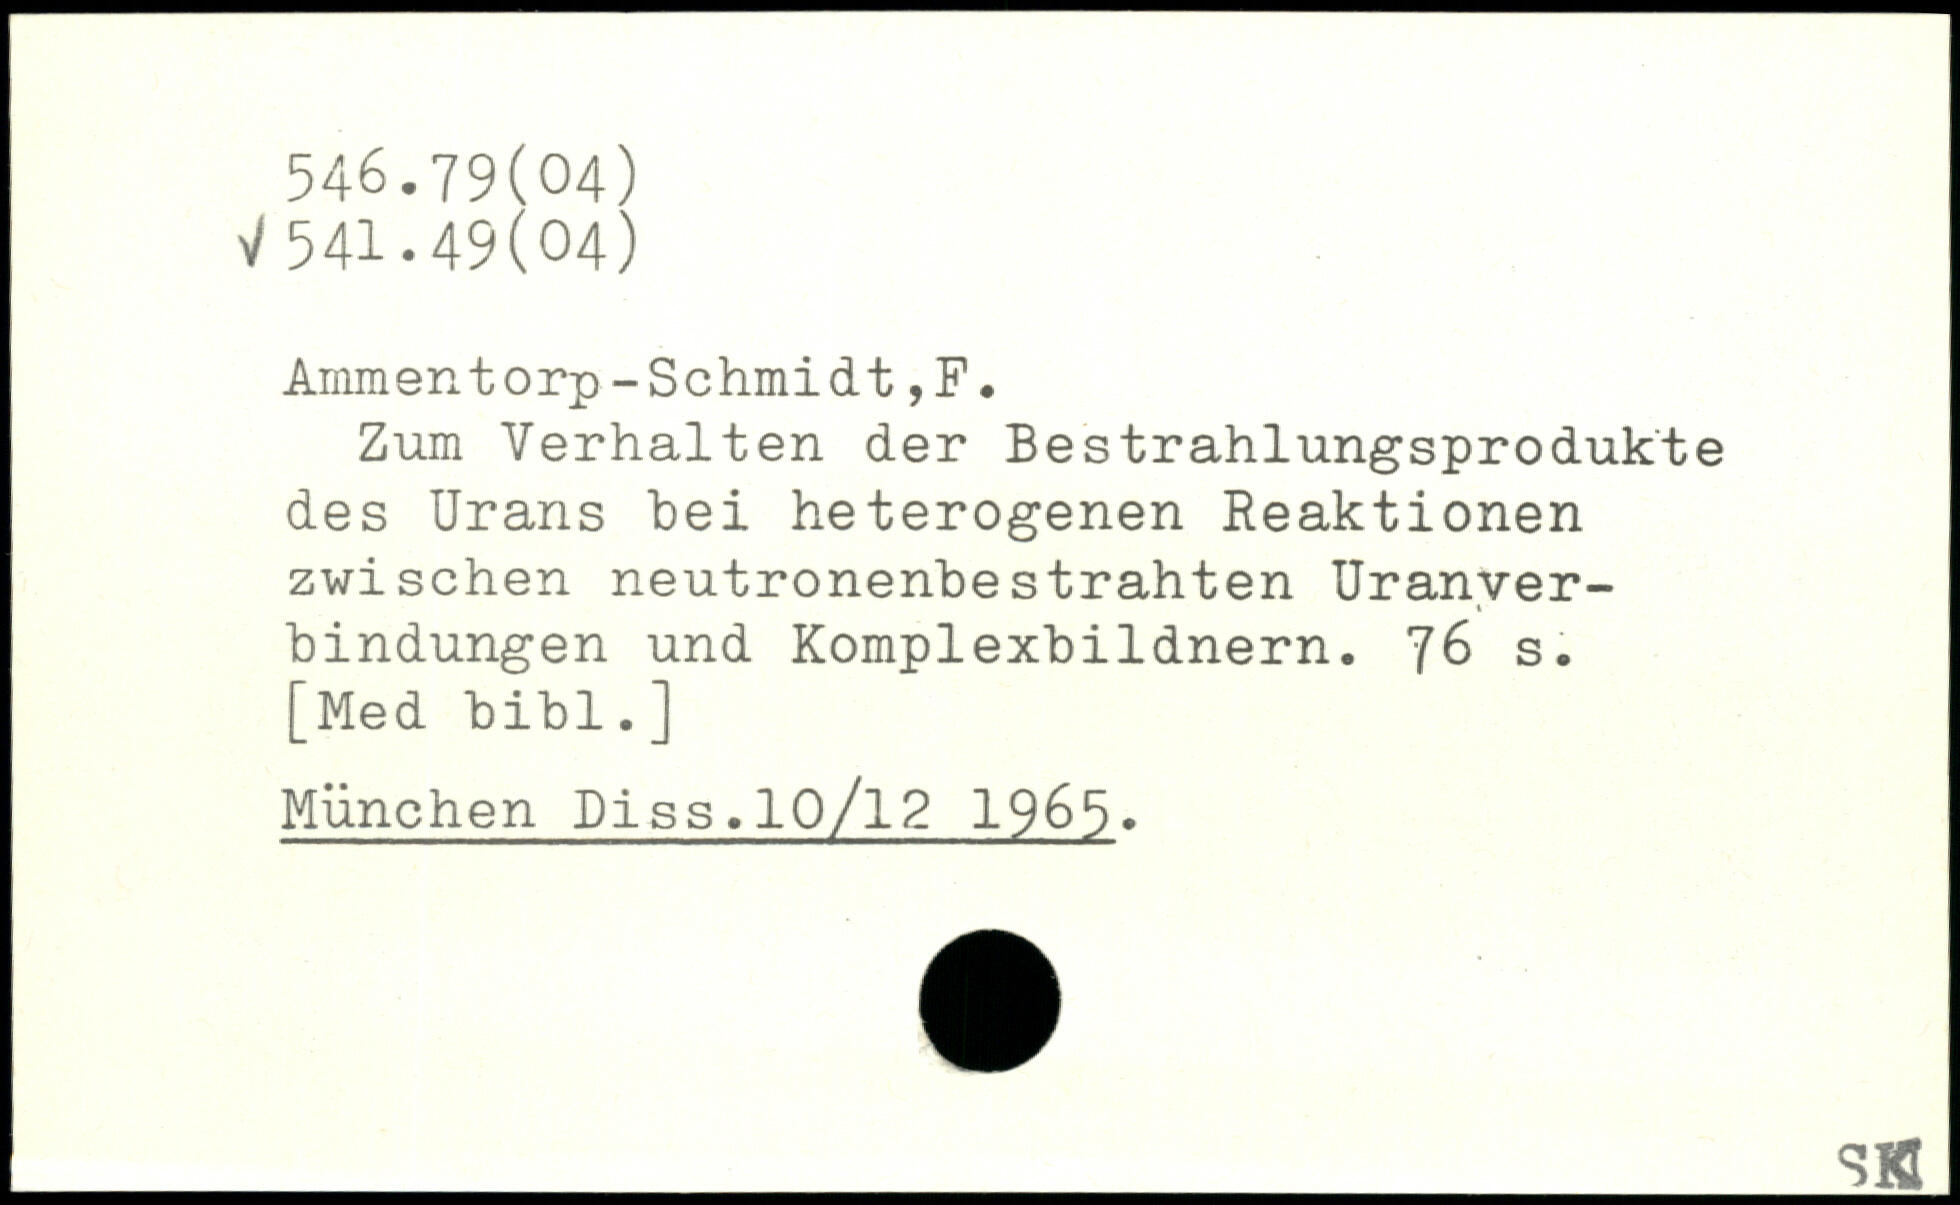 546.79(04)
√ 541.49(04)
Ammentorp-Schmidt,F.
Zum Verhalten der Bestrahlungsprodukte
des Urans bei heterogenen Reaktionen
zwischen neutronenbestrahten Uranver-
bindungen und Komplexbildnern. 76 s.
[Med bibl.]
München Diss.10/12 1965.